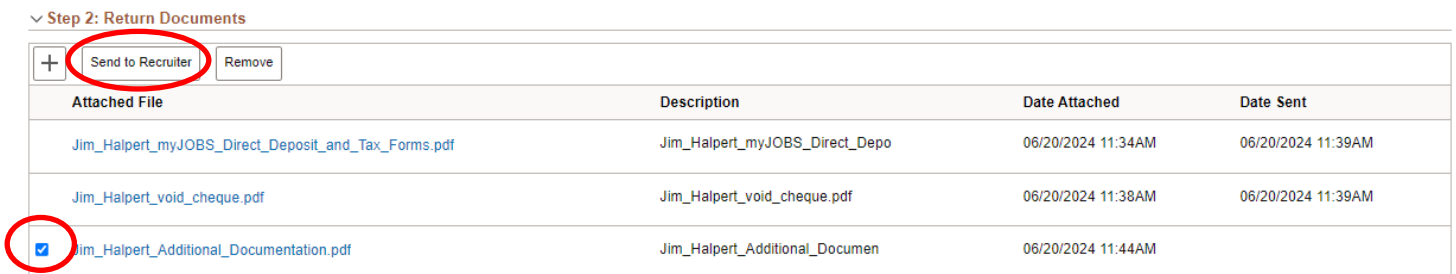 Step 2: Return Documents
+ Send to Recruiter Remove
Attached File Description Date Attached Date Sent
Jim_Halpert_myJOBS_Direct_Deposit_and_Tax_Forms.pdf Jim_Halpert_myJOBS_Direct_Depo 06/20/2024 11:34AM 06/20/2024 11:39AM
Jim_Halpert_void_cheque.pdf Jim_Halpert_void_cheque.pdf 06/20/2024 11:38AM 06/20/2024 11:39AM
Jim_Halpert_Additional_Documentation.pdf Jim_Halpert_Additional_Documen 06/20/2024 11:44AM